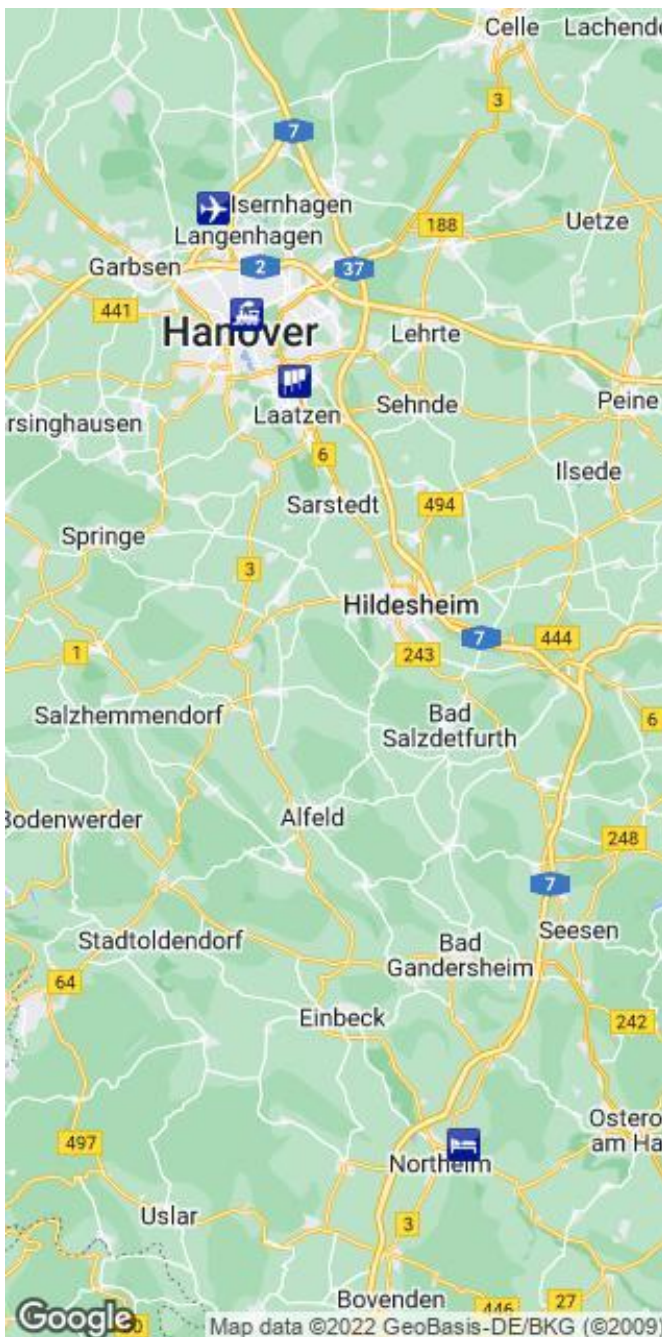 Celle
Lachende
3
7
Isernhagen
188
Uetze
Langenhagen
Garbsen
2
37
441
Hanover
Lehrte
Laatzen
Sehnde
Peine
rsinghausen
6
Ilsede
Sarstedt
494
Springe
3
Hildesheim
7
444
1
243
Salzhemmendorf
Bad
Salzdetfurth
6
Bodenwerder
Alfeld
248
7
Stadtoldendorf
Bad
Gandersheim
Seesen
64
Einbeck
242
Ostero
am Ha
497
Northeim
Uslar
3
Bovenden
446
27
Google
Map data ©2022 GeoBasis-DE/BKG (©2009)